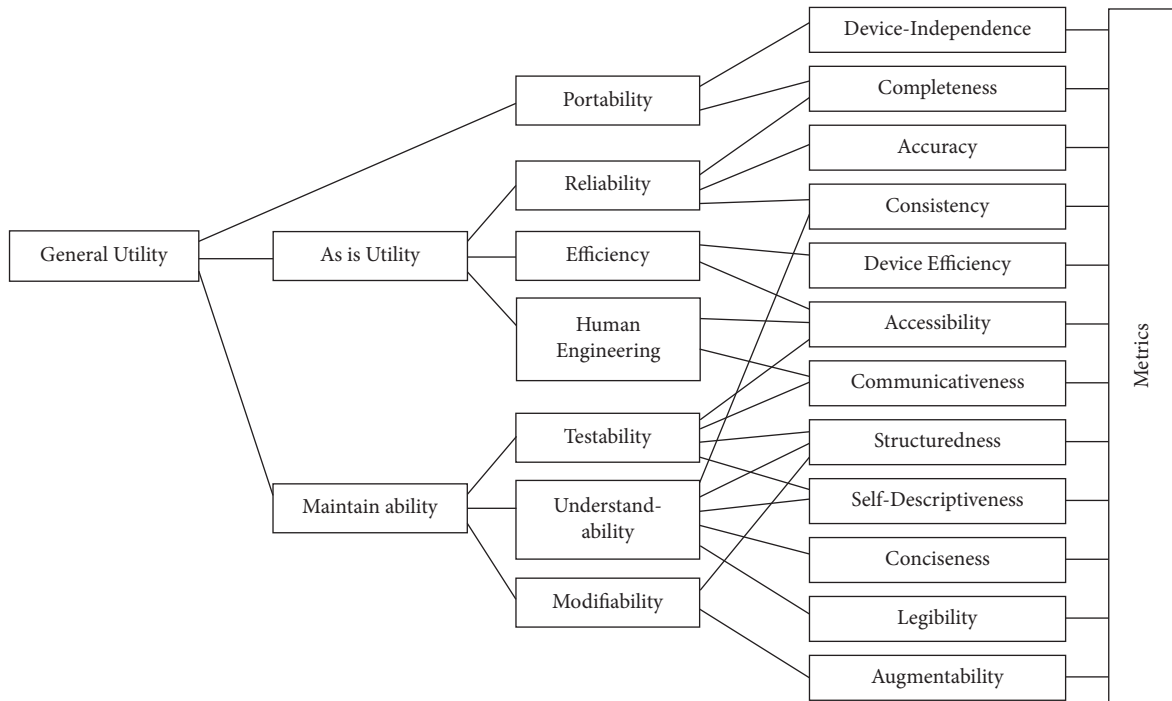 General Utility
As is Utility
Maintain ability
Portability
Reliability
Efficiency
Human
Engineering
Testability
Understand-
ability
Modifiability
Device-Independence
Completeness
Accuracy
Consistency
Device Efficiency
Accessibility
Communicativeness
Structuredness
Self-Descriptiveness
Conciseness
Legibility
Augmentability
Metrics